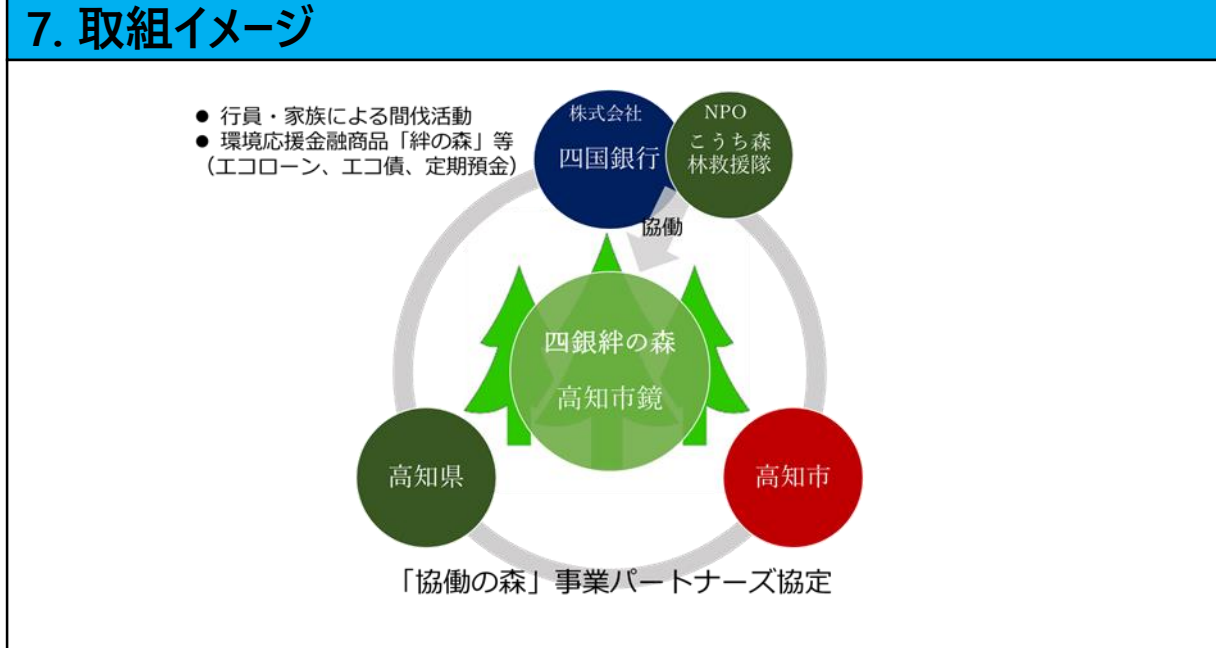 7. 取組イメージ
● 行員・家族による間伐活動
● 環境応援金融商品「絆の森」等
（エコローン、エコ債、定期預金）
株式会社
四国銀行
NPO
こうち森
林救援隊
協働
四銀絆の森
高知市鏡
高知県
高知市
「協働の森」事業パートナーズ協定